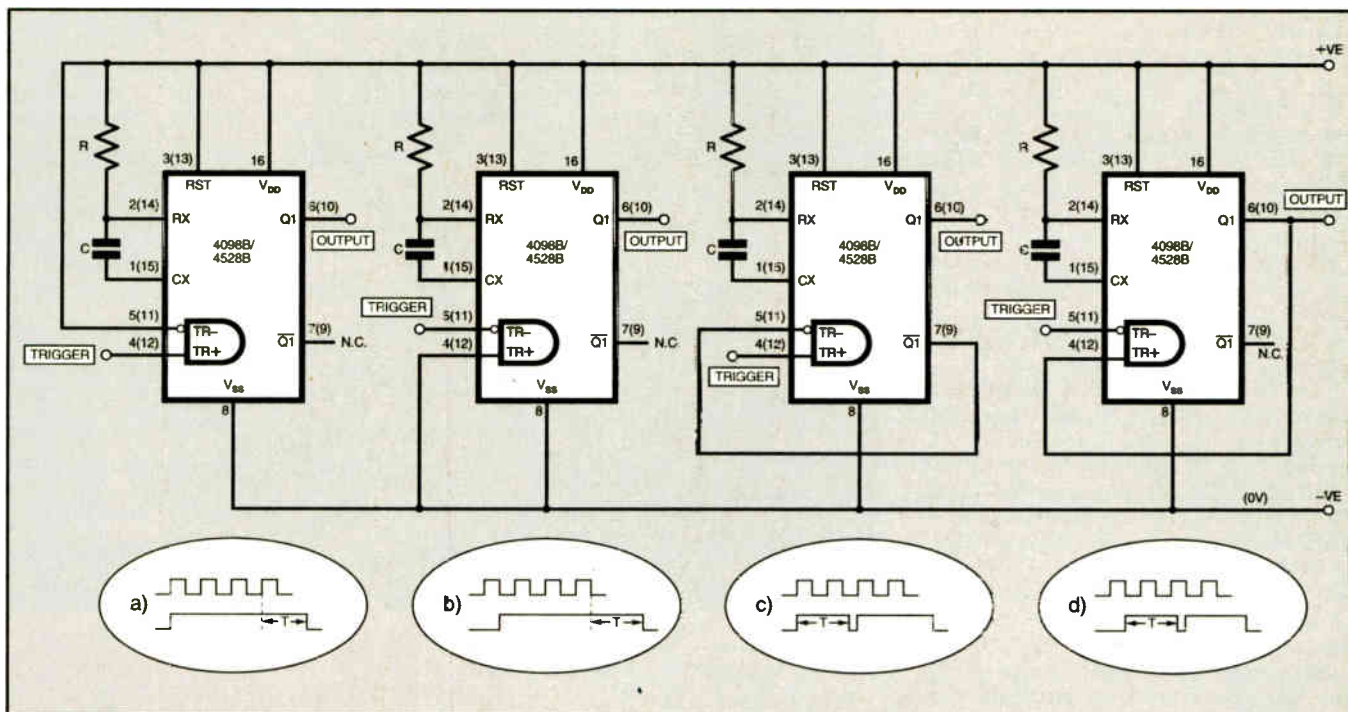 +VE
R
3(13)
16
RST
VDD
2(14)
RX
Q1
6(10)
OUTPUT
C
4098B/
4528B
1(15)
CX
5(11)
TR–
4(12)
TR+
TRIGGER
Q1
7(9)
N.C.
VSS
8
R
3(13)
16
RST
VDD
2(14)
RX
Q1
6(10)
OUTPUT
C
4098B/
4528B
1(15)
CX
TRIGGER
5(11)
TR–
4(12)
TR+
Q1
7(9)
N.C.
VSS
8
R
3(13)
16
RST
VDD
2(14)
RX
Q1
6(10)
OUTPUT
C
4098B/
4528B
1(15)
CX
5(11)
TR–
4(12)
TR+
TRIGGER
Q1
7(9)
VSS
8
R
3(13)
16
RST
VDD
2(14)
RX
Q1
6(10)
OUTPUT
C
4098B/
4528B
1(15)
CX
TRIGGER
5(11)
TR–
4(12)
TR+
Q1
7(9)
N.C.
VSS
8
(0V)
–VE
a)
T
b)
T
c)
T
d)
T